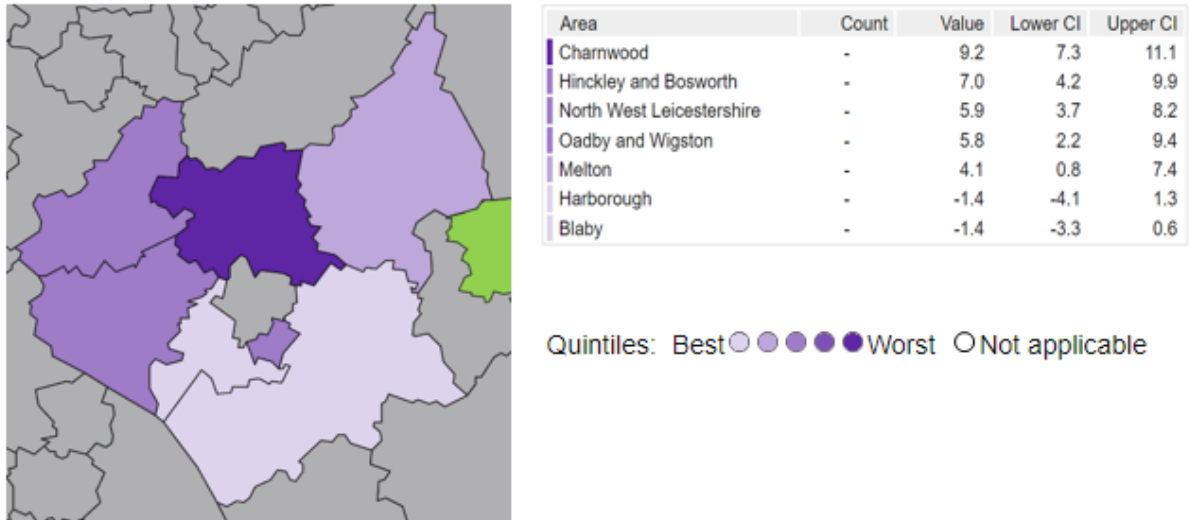 Area Count Value Lower CI Upper CI
Charnwood - 9.2 7.3 11.1
Hinckley and Bosworth - 7.0 4.2 9.9
North West Leicestershire - 5.9 3.7 8.2
Oadby and Wigston - 5.8 2.2 9.4
Melton - 4.1 0.8 7.4
Harborough - -1.4 -4.1 1.3
Blaby - -1.4 -3.3 0.6
Quintiles: Best Worst Not applicable